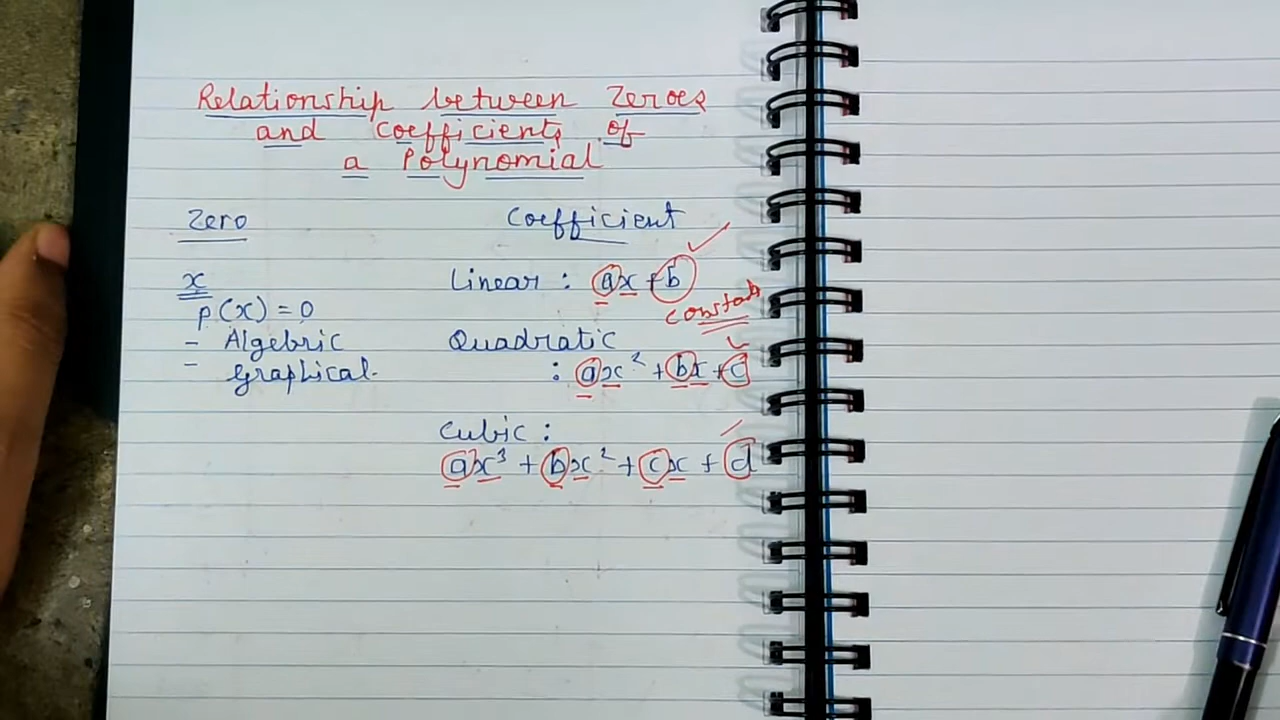 Relationship between Zeroes
and Coefficients of
a Polynomial
Zero
x
p(x) = 0
- Algebric
- Graphical.
Coefficient
Linear : ax + b
Constant
Quadratic
: ax² + bx + c
Cubic :
ax³ + bx² + cx + d